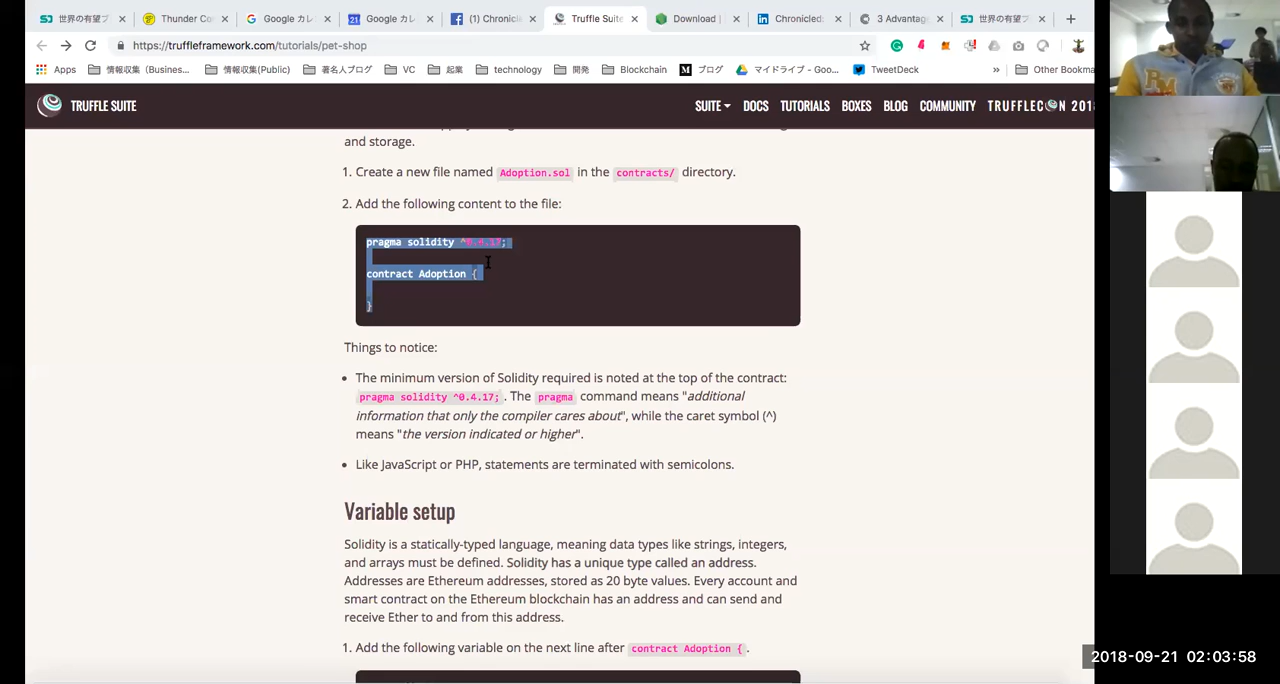 世界の有望ブ
Thunder Co
Google カレ
Google カレ
(1) Chronicl
Truffle Suite
Download |
Chronicled:
3 Advantag
世界の有望ブ
https://truffleframework.com/tutorials/pet-shop
Apps
情報収集(Busines...
情報収集(Public)
著名人ブログ
VC
起業
technology
開発
Blockchain
ブログ
マイドライブ - Goo...
TweetDeck
»
Other Bookma
TRUFFLE SUITE
SUITE
DOCS
TUTORIALS
BOXES
BLOG
COMMUNITY
TRUFFLECON 201
and storage.
1. Create a new file named Adoption.sol in the contracts/ directory.
2. Add the following content to the file:
pragma solidity ^0.4.17;
contract Adoption {
}
Things to notice:
• The minimum version of Solidity required is noted at the top of the contract:
pragma solidity ^0.4.17; . The pragma command means "additional
information that only the compiler cares about", while the caret symbol (^)
means "the version indicated or higher".
• Like JavaScript or PHP, statements are terminated with semicolons.
Variable setup
Solidity is a statically-typed language, meaning data types like strings, integers,
and arrays must be defined. Solidity has a unique type called an address.
Addresses are Ethereum addresses, stored as 20 byte values. Every account and
smart contract on the Ethereum blockchain has an address and can send and
receive Ether to and from this address.
1. Add the following variable on the next line after contract Adoption { .
2018-09-21 02:03:58